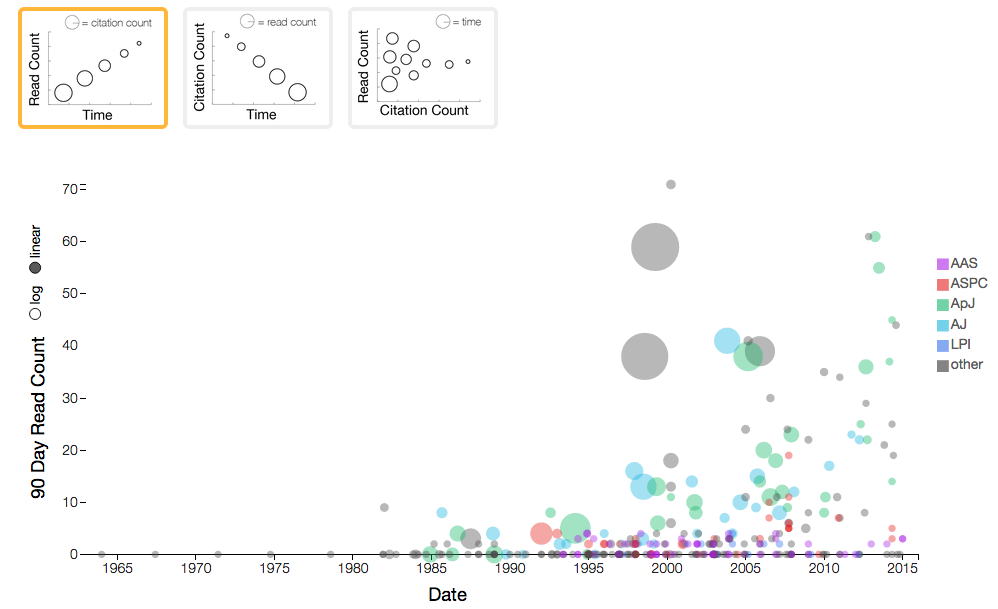 = citation count
Read Count
Time
= read count
Citation Count
Time
= time
Read Count
Citation Count
70
60
50
40
30
20
10
0
log
linear
90 Day Read Count
1965
1970
1975
1980
1985
1990
1995
2000
2005
2010
2015
Date
AAS
ASPC
ApJ
AJ
LPI
other